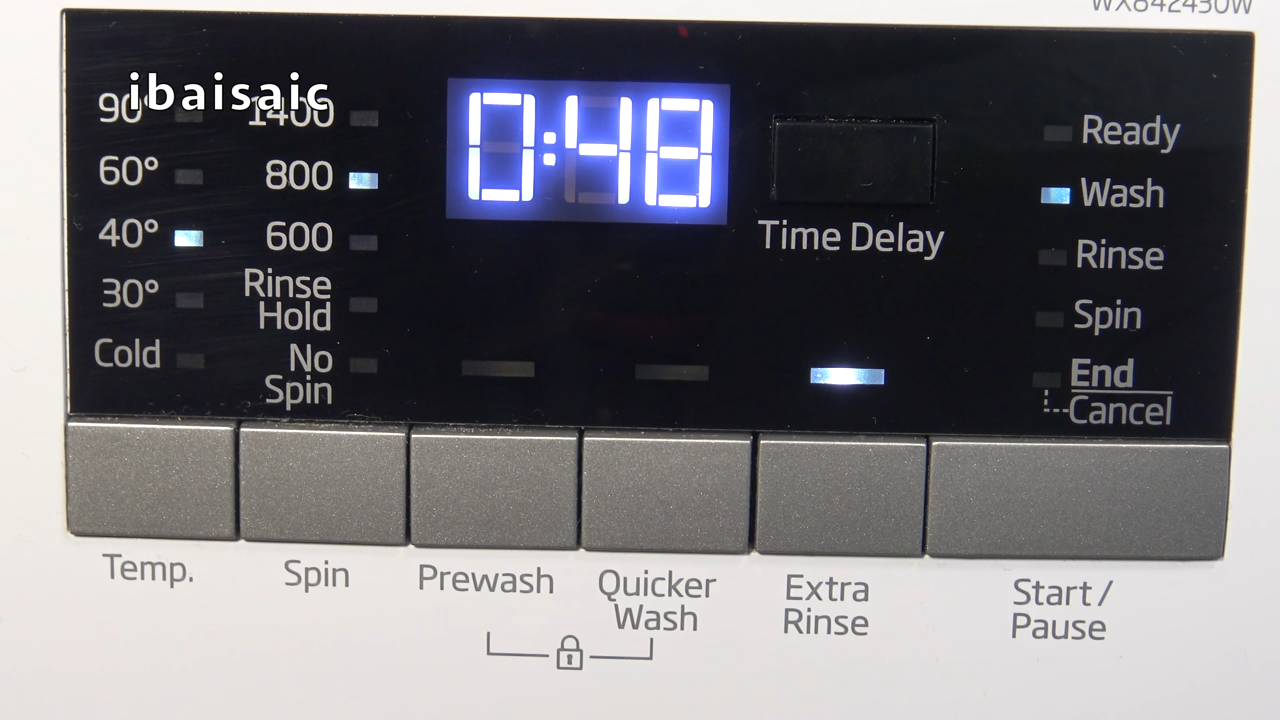 WX842430W
ibaisaic
90°
1400
0:48
Ready
60°
800
Wash
40°
600
Time Delay
Rinse
30°
Rinse
Hold
Spin
Cold
No
Spin
End
Cancel
Temp.
Spin
Prewash
Quicker
Wash
Extra
Rinse
Start/
Pause